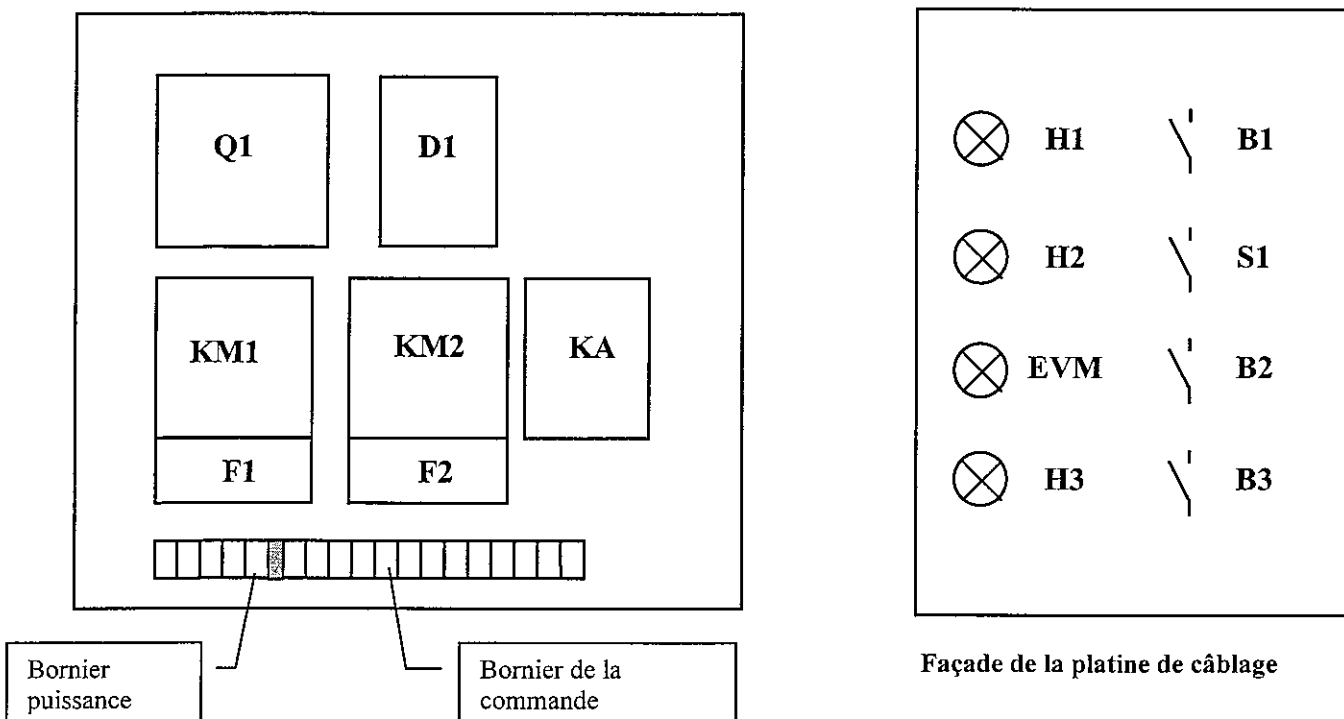 Q1
D1
KM1
KM2
KA
F1
F2
Bornier
puissance
Bornier de la
commande
H1
B1
H2
S1
EVM
B2
H3
B3
Façade de la platine de câblage